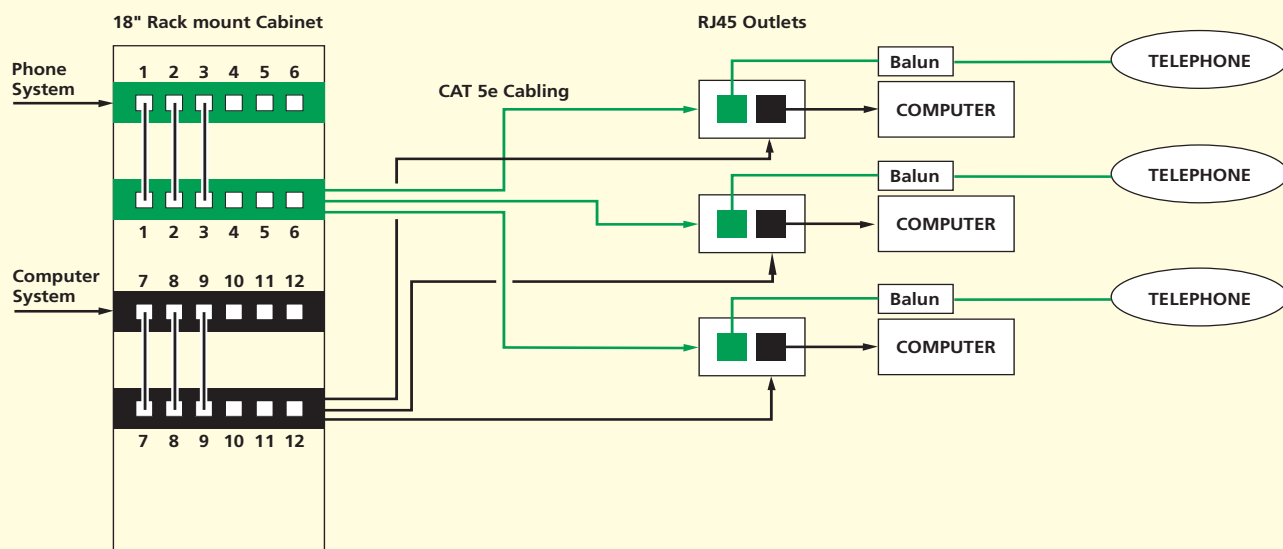 18" Rack mount Cabinet
RJ45 Outlets
Phone
System
1 2 3 4 5 6
CAT 5e Cabling
1 2 3 4 5 6
Computer
System
7 8 9 10 11 12
7 8 9 10 11 12
Balun
TELEPHONE
COMPUTER
Balun
TELEPHONE
COMPUTER
Balun
TELEPHONE
COMPUTER